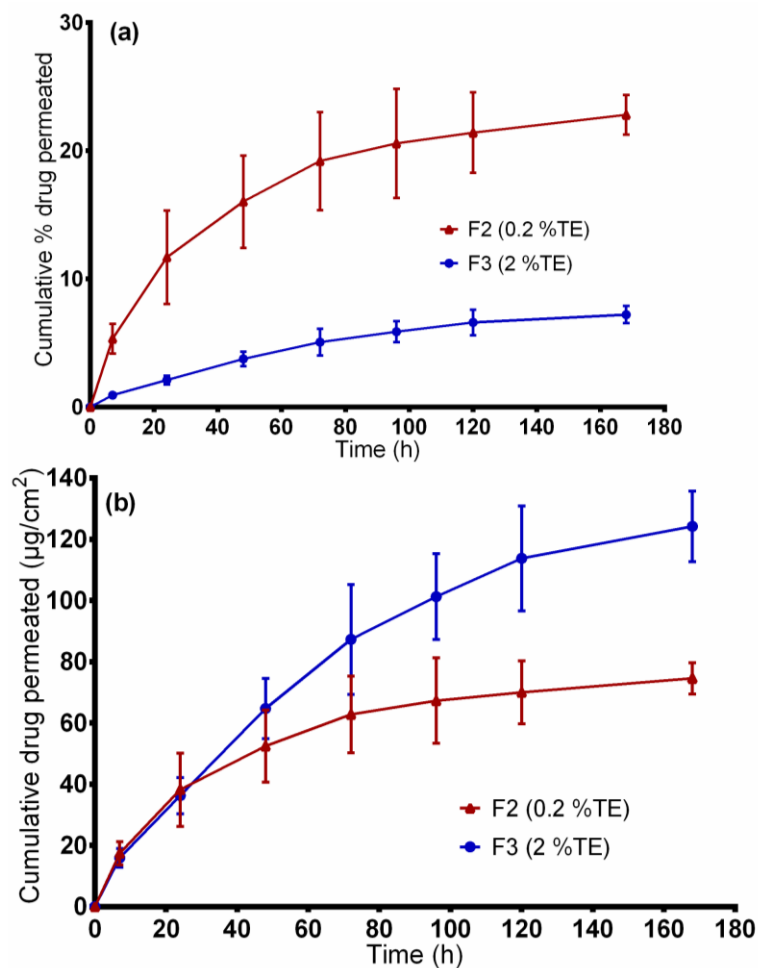 (a)
Cumulative % drug permeated
30
20
10
0
F2 (0.2 %TE)
F3 (2 %TE)
0 20 40 60 80 100 120 140 160 180
Time (h)
(b)
Cumulative drug permeated (µg/cm²)
140
120
100
80
60
40
20
0
F2 (0.2 %TE)
F3 (2 %TE)
0 20 40 60 80 100 120 140 160 180
Time (h)